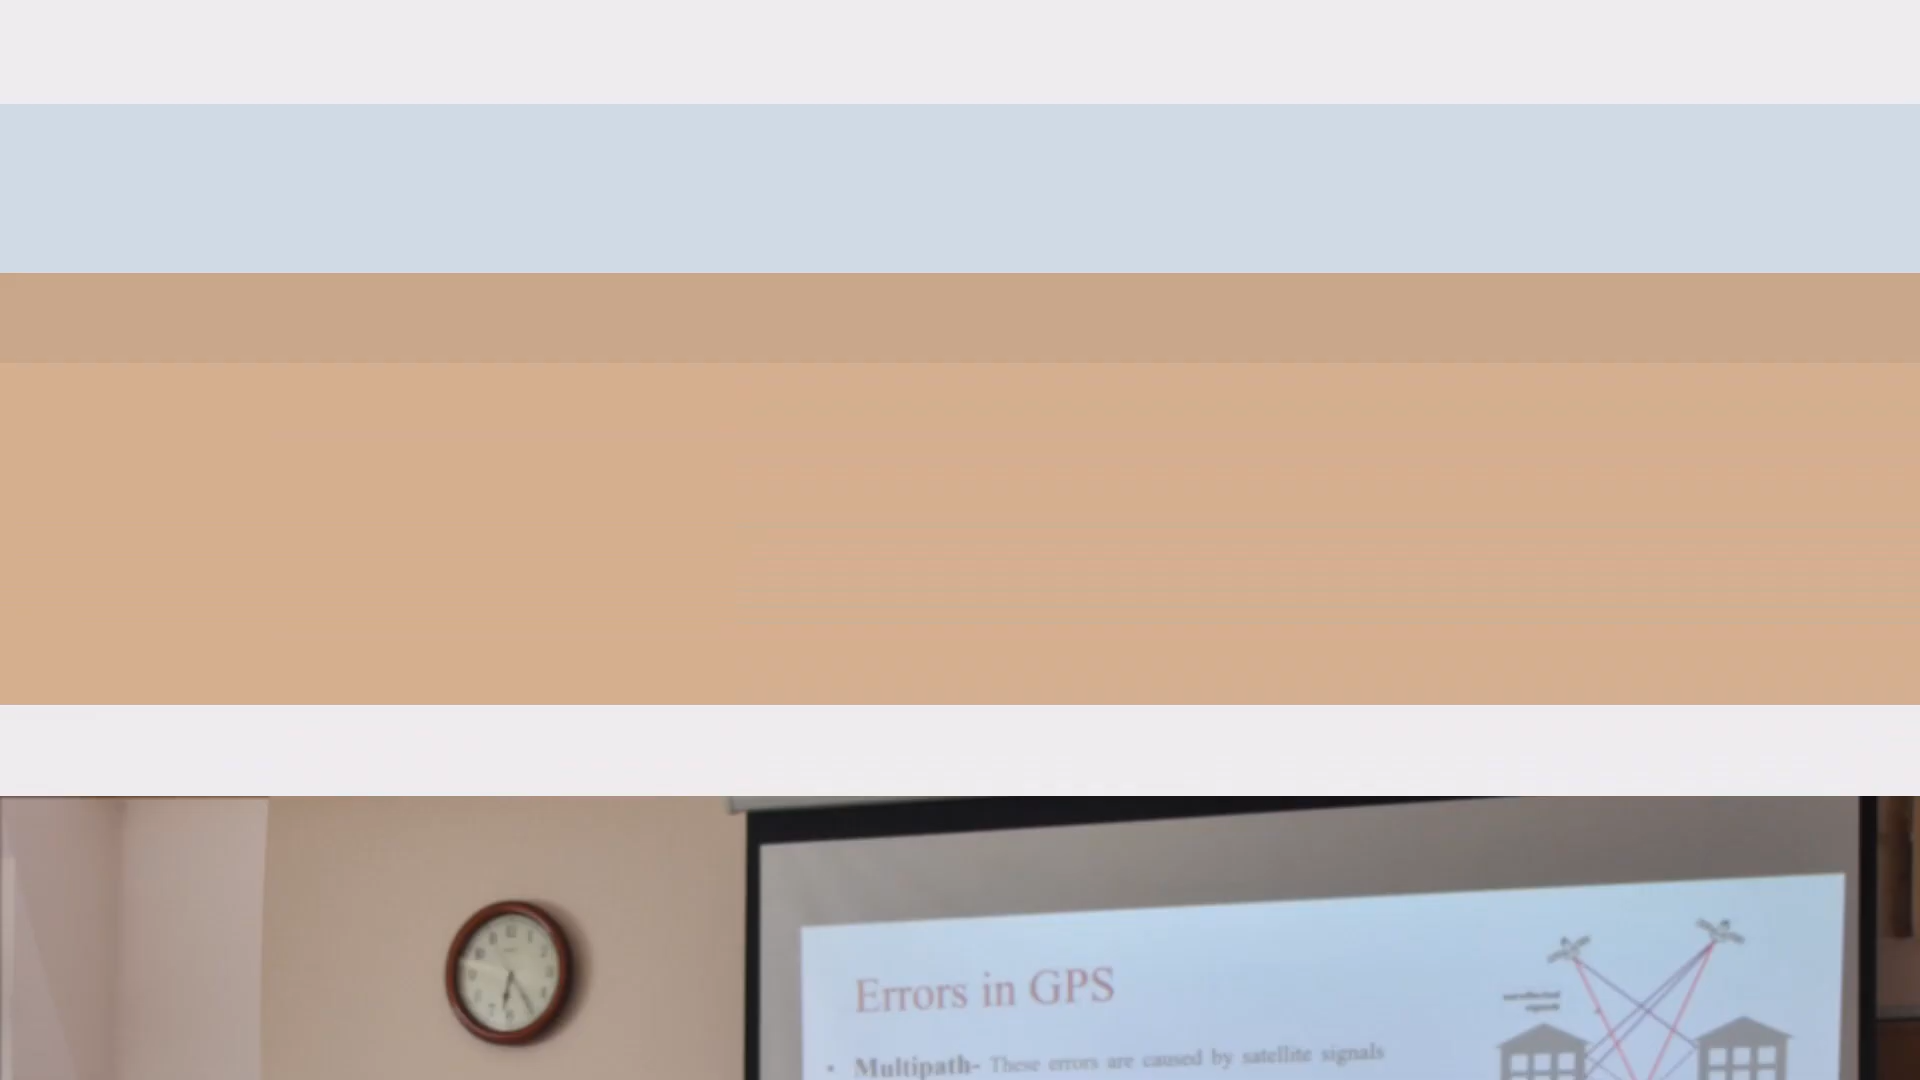 Errors in GPS
• Multipath- These errors are caused by satellite signals